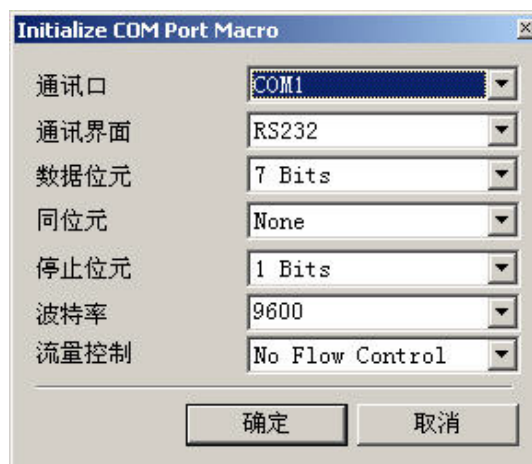 Initialize COM Port Macro
通讯口 COM1
通讯界面 RS232
数据位元 7 Bits
同位元 None
停止位元 1 Bits
波特率 9600
流量控制 No Flow Control
确定 取消